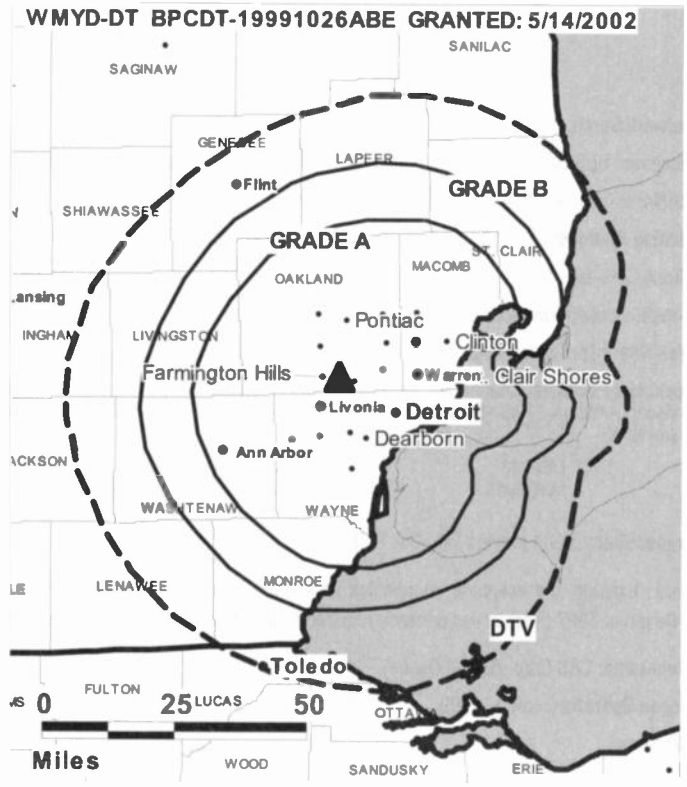 WMYD-DT BPCDT-19991026ABE GRANTED: 5/14/2002
SANILAC
SAGINAW
GENESEE
LAPEER
Flint
GRADE B
SHIAWASSEE
GRADE A
ST. CLAIR
MACOMB
OAKLAND
ansing
Pontiac
INGHAM
LIVINGSTON
Clinton
Farmington Hills
Warren
Clair Shores
Livonia
Detroit
Dearborn
Ann Arbor
ACKSON
WASHTENAW
WAYNE
MONROE
LENAWEE
DTV
Toledo
FULTON
LUCAS
0 25 50
OTTAWA
Miles
WOOD
SANDUSKY
ERIE